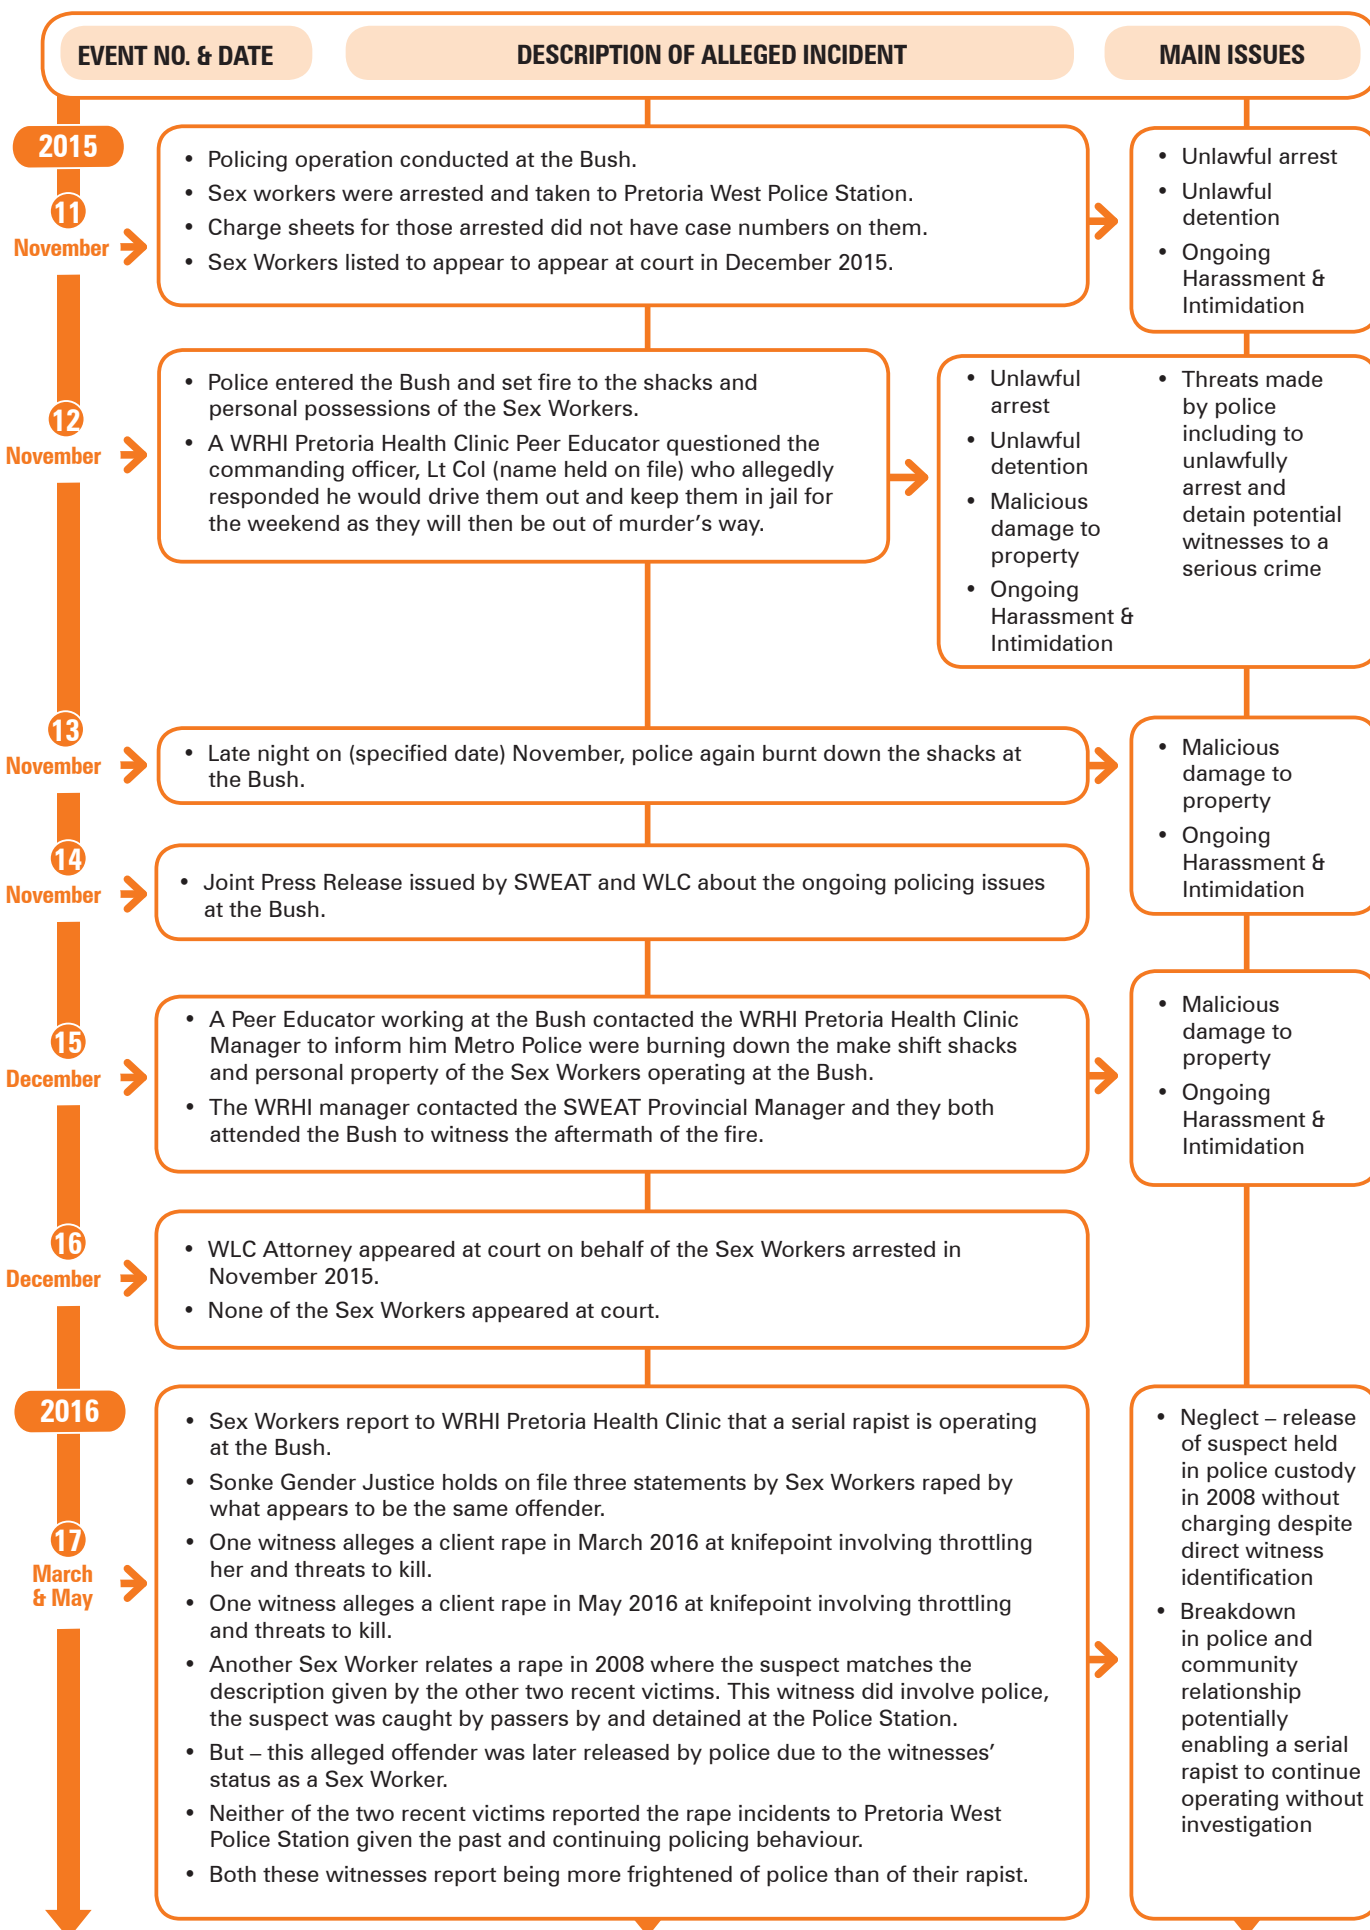 EVENT NO. & DATE
DESCRIPTION OF ALLEGED INCIDENT
MAIN ISSUES
2015
11
November
• Policing operation conducted at the Bush.
• Sex workers were arrested and taken to Pretoria West Police Station.
• Charge sheets for those arrested did not have case numbers on them.
• Sex Workers listed to appear to appear at court in December 2015.
• Unlawful arrest
• Unlawful
detention
• Ongoing
Harassment &
Intimidation
12
November
• Police entered the Bush and set fire to the shacks and
personal possessions of the Sex Workers.
• A WRHI Pretoria Health Clinic Peer Educator questioned the
commanding officer, Lt Col (name held on file) who allegedly
responded he would drive them out and keep them in jail for
the weekend as they will then be out of murder's way.
• Unlawful
arrest
• Unlawful
detention
• Malicious
damage to
property
• Ongoing
Harassment &
Intimidation
• Threats made
by police
including to
unlawfully
arrest and
detain potential
witnesses to a
serious crime
13
November
• Late night on (specified date) November, police again burnt down the shacks at
the Bush.
• Malicious
damage to
property
• Ongoing
Harassment &
Intimidation
14
November
• Joint Press Release issued by SWEAT and WLC about the ongoing policing issues
at the Bush.
15
December
• A Peer Educator working at the Bush contacted the WRHI Pretoria Health Clinic
Manager to inform him Metro Police were burning down the make shift shacks
and personal property of the Sex Workers operating at the Bush.
• The WRHI manager contacted the SWEAT Provincial Manager and they both
attended the Bush to witness the aftermath of the fire.
• Malicious
damage to
property
• Ongoing
Harassment &
Intimidation
16
December
• WLC Attorney appeared at court on behalf of the Sex Workers arrested in
November 2015.
• None of the Sex Workers appeared at court.
2016
17
March
& May
• Sex Workers report to WRHI Pretoria Health Clinic that a serial rapist is operating
at the Bush.
• Sonke Gender Justice holds on file three statements by Sex Workers raped by
what appears to be the same offender.
• One witness alleges a client rape in March 2016 at knifepoint involving throttling
her and threats to kill.
• One witness alleges a client rape in May 2016 at knifepoint involving throttling
and threats to kill.
• Another Sex Worker relates a rape in 2008 where the suspect matches the
description given by the other two recent victims. This witness did involve police,
the suspect was caught by passers by and detained at the Police Station.
• But – this alleged offender was later released by police due to the witnesses'
status as a Sex Worker.
• Neither of the two recent victims reported the rape incidents to Pretoria West
Police Station given the past and continuing policing behaviour.
• Both these witnesses report being more frightened of police than of their rapist.
• Neglect – release
of suspect held
in police custody
in 2008 without
charging despite
direct witness
identification
• Breakdown
in police and
community
relationship
potentially
enabling a serial
rapist to continue
operating without
investigation